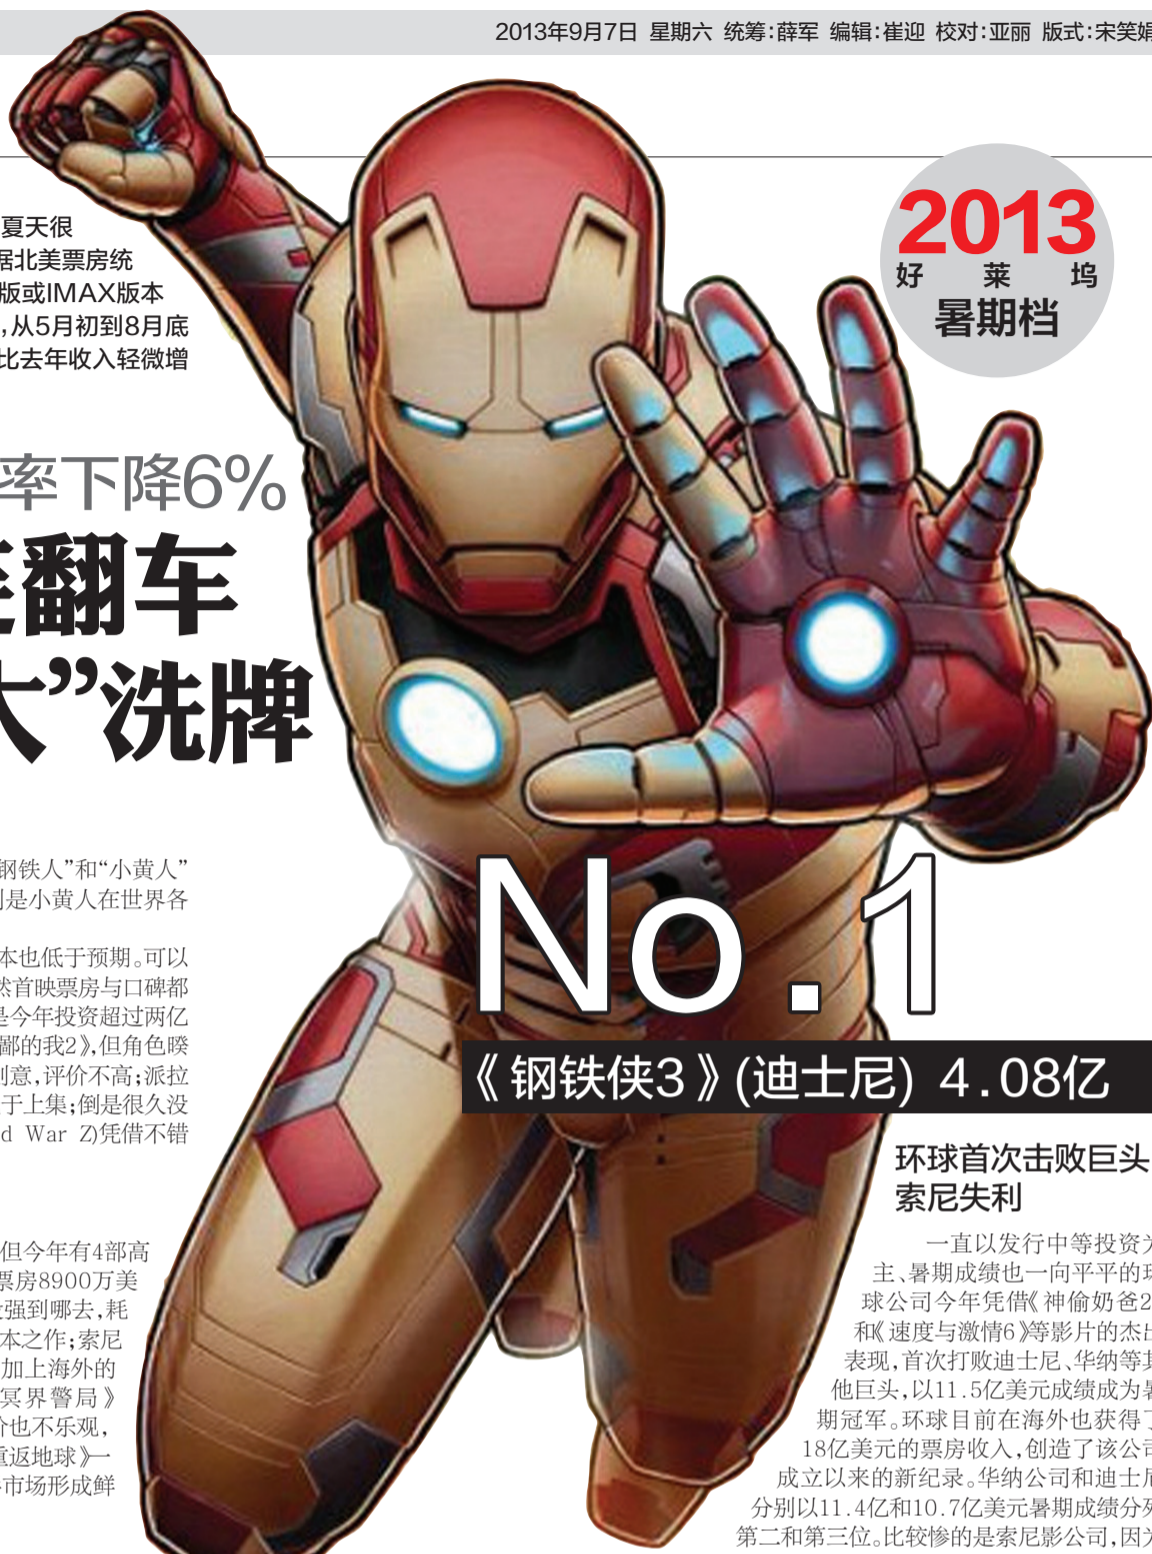 2013年9月7日 星期六 统筹:薛军 编辑:崔迎 校对:亚丽 版式:宋笑娟
2013
好莱坞
暑期档
夏天很
据北美票房统
版或IMAX版本
,从5月初到8月底
比去年收入轻微增
率下降6%
翻车
大”洗牌
钢铁人”和“小黄人”
是小黄人在世界各
本也低于预期。可以
然首映票房与口碑都
是今年投资超过两亿
鄙的我2》,但角色睽
创意,评价不高;派拉
于上集;倒是很久没
d War Z)凭借不错
但今年有4部高
票房8900万美
强到哪去,耗
本之作;索尼
加上海外的
冥界警局》
价也不乐观,
重返地球》一
市场形成鲜
No.1
《钢铁侠3》(迪士尼) 4.08亿
环球首次击败巨头
索尼失利
一直以发行中等投资为
主、暑期成绩也一向平平的环
球公司今年凭借《神偷奶爸2》
和《速度与激情6》等影片的杰出
表现,首次打败迪士尼、华纳等其
他巨头,以11.5亿美元成绩成为暑
期冠军。环球目前在海外也获得了
18亿美元的票房收入,创造了该公司
成立以来的新纪录。华纳公司和迪士尼
分别以11.4亿和10.7亿美元暑期成绩分列
第二和第三位。比较惨的是索尼影公司,因为